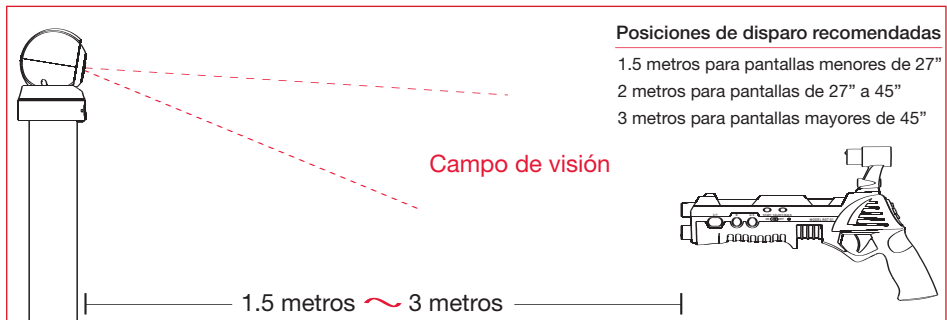 Posiciones de disparo recomendadas
1.5 metros para pantallas menores de 27”
2 metros para pantallas de 27” a 45”
3 metros para pantallas mayores de 45”
Campo de visión
1.5 metros ~ 3 metros